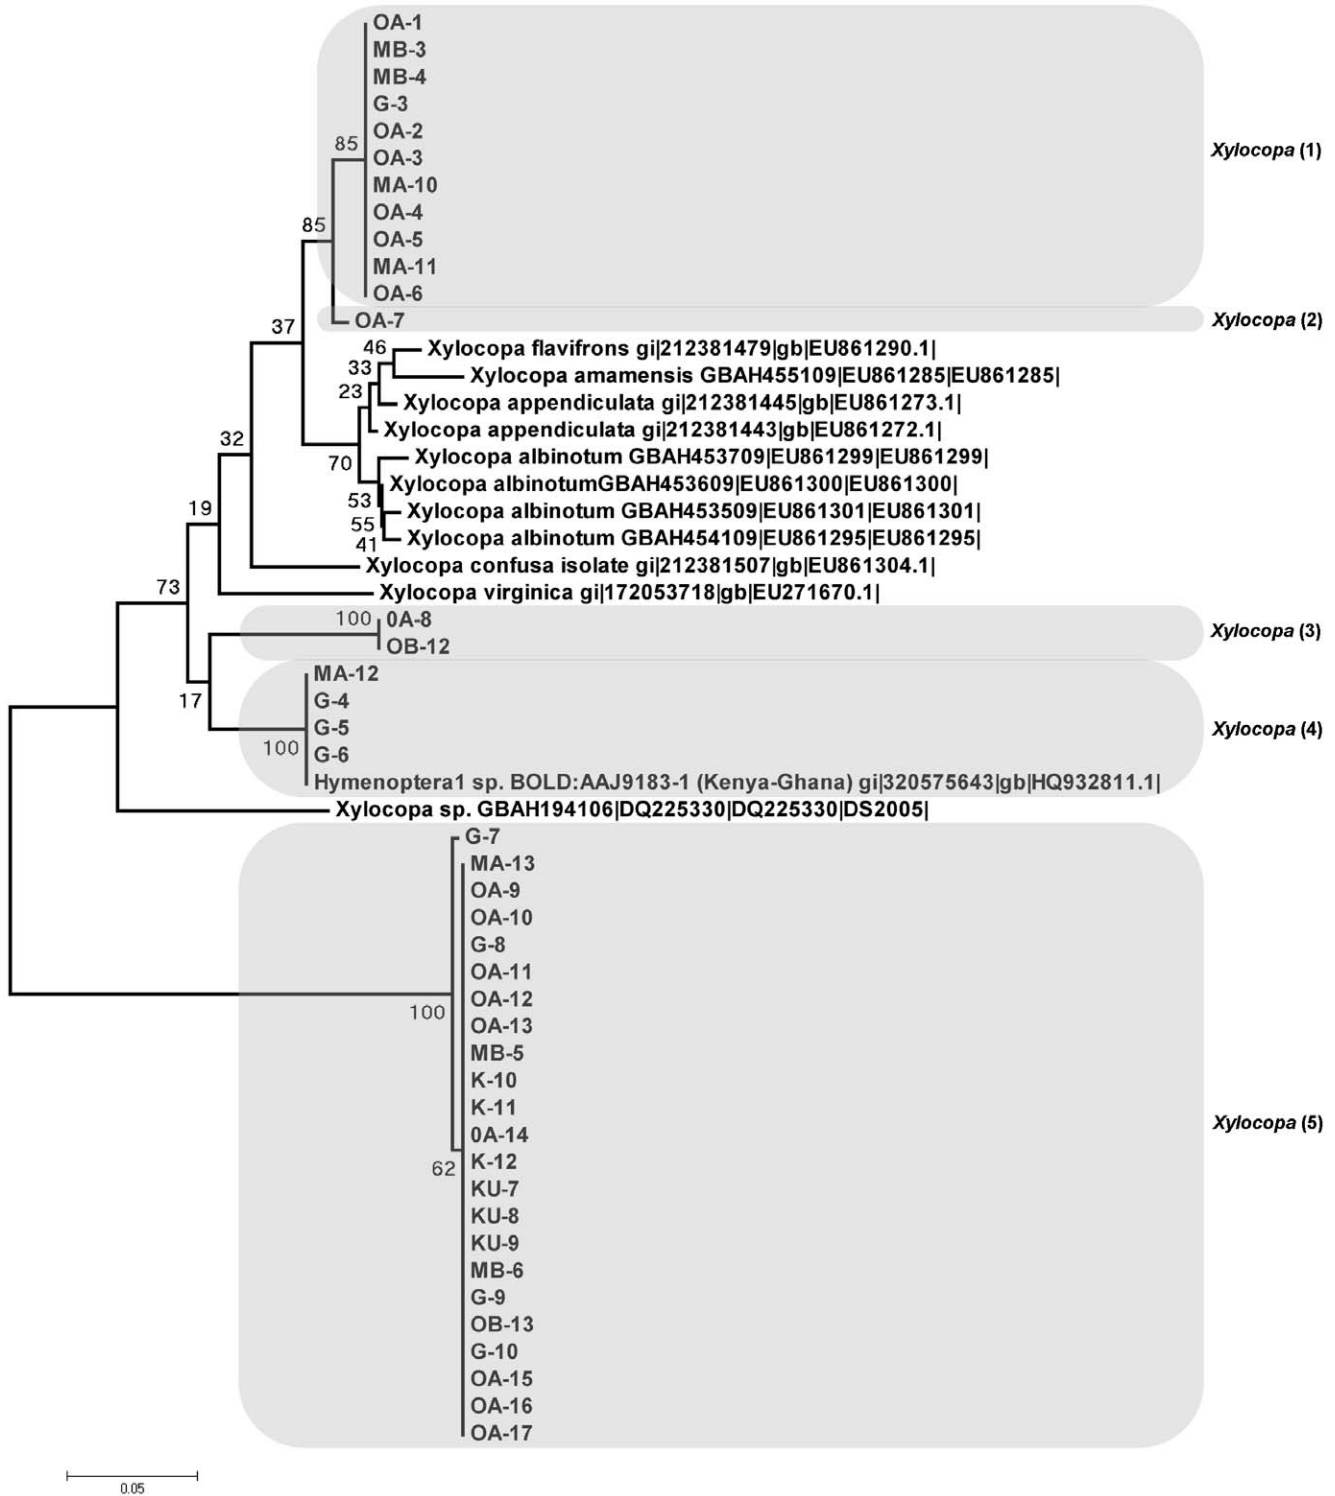 OA-1
MB-3
MB-4
G-3
OA-2
85
OA-3
Xylocopa (1)
MA-10
OA-4
85
OA-5
MA-11
OA-6
OA-7
Xylocopa (2)
37
46
Xylocopa flavifrons gi|212381479|gb|EU861290.1|
33
Xylocopa amamensis GBAH455109|EU861285|EU861285|
23
Xylocopa appendiculata gi|212381445|gb|EU861273.1|
Xylocopa appendiculata gi|212381443|gb|EU861272.1|
32
70
Xylocopa albinotum GBAH453709|EU861299|EU861299|
Xylocopa albinotumGBAH453609|EU861300|EU861300|
53
Xylocopa albinotum GBAH453509|EU861301|EU861301|
19
55
Xylocopa albinotum GBAH454109|EU861295|EU861295|
41
Xylocopa confusa isolate gi|212381507|gb|EU861304.1|
73
Xylocopa virginica gi|172053718|gb|EU271670.1|
100
0A-8
Xylocopa (3)
OB-12
MA-12
17
G-4
G-5
Xylocopa (4)
100
G-6
Hymenoptera1 sp. BOLD:AAJ9183-1 (Kenya-Ghana) gi|320575643|gb|HQ932811.1|
Xylocopa sp. GBAH194106|DQ225330|DQ225330|DS2005|
G-7
MA-13
OA-9
OA-10
G-8
OA-11
OA-12
100
OA-13
MB-5
K-10
K-11
Xylocopa (5)
0A-14
K-12
62
KU-7
KU-8
KU-9
MB-6
G-9
OB-13
G-10
OA-15
OA-16
OA-17
0.05